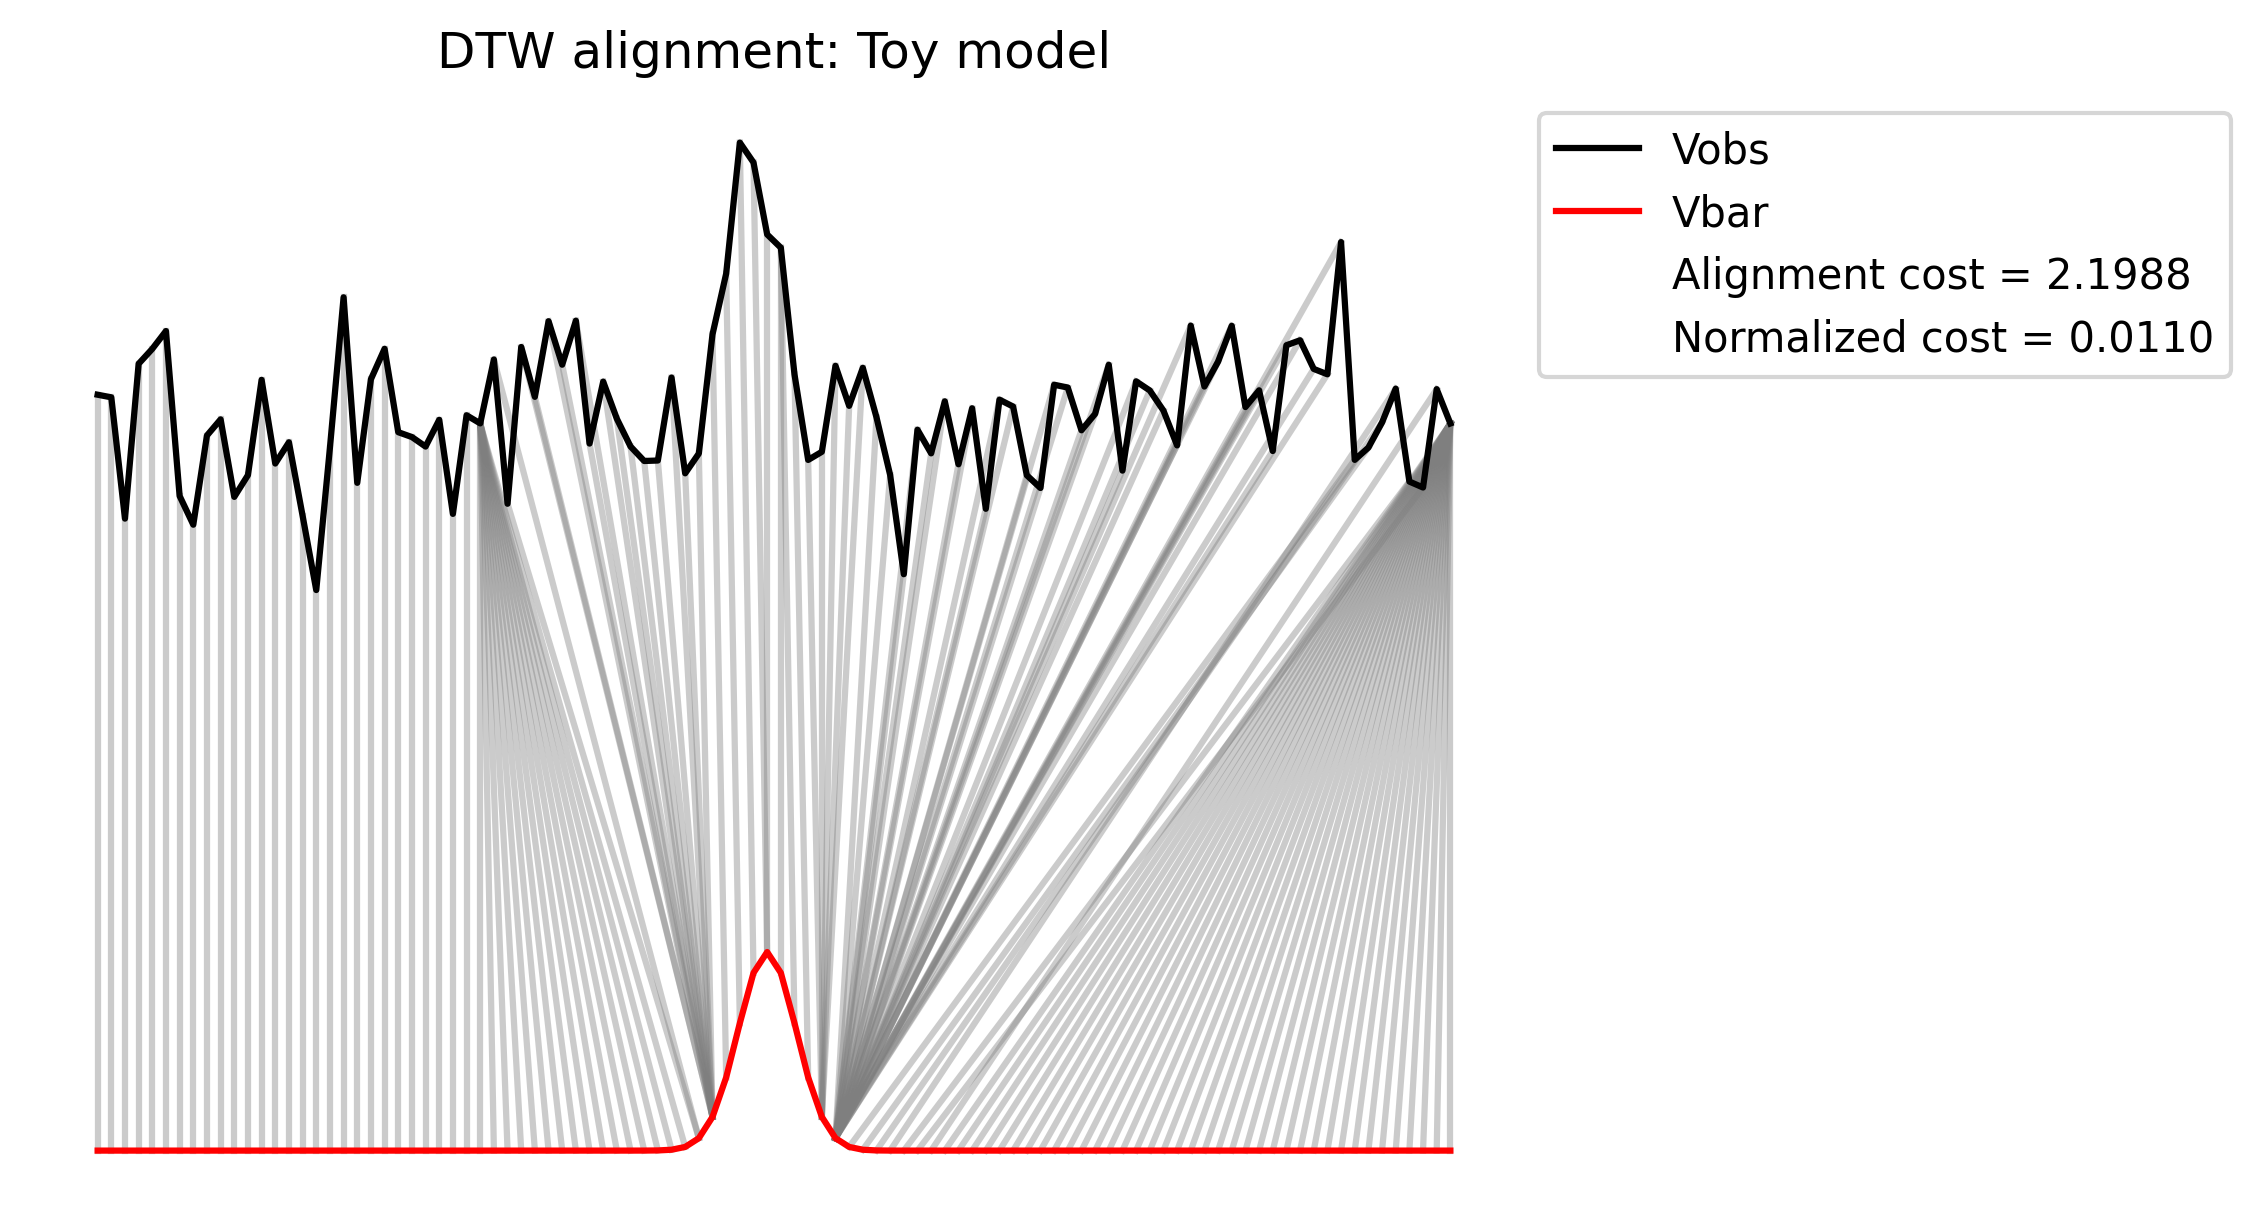 DTW alignment: Toy model
Vobs
Vbar
Alignment cost = 2.1988
Normalized cost = 0.0110